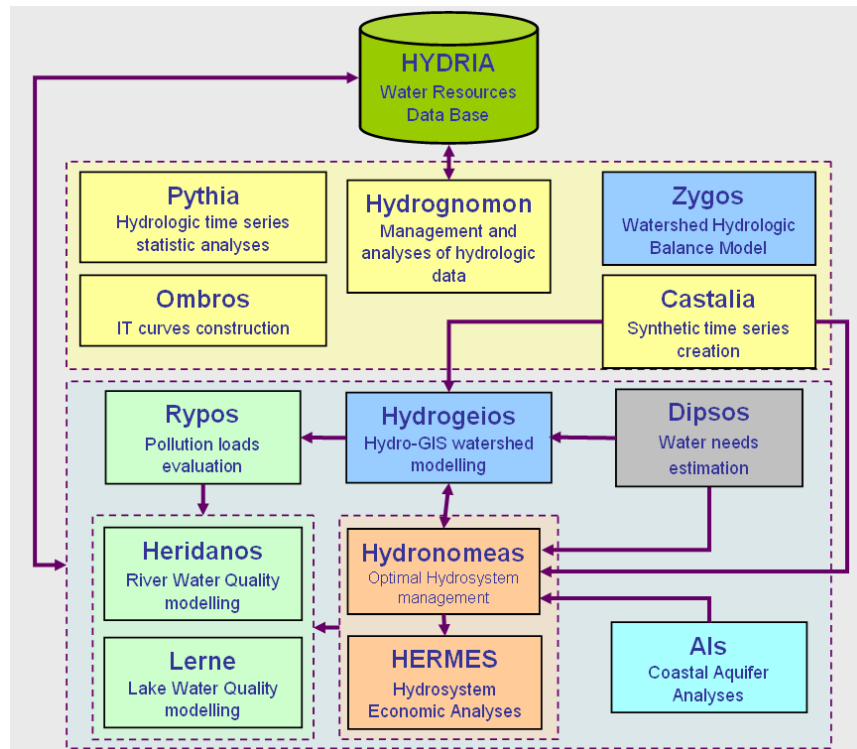 HYDRIA
Water Resources
Data Base
Pythia
Hydrologic time series
statistic analyses
Hydrognomon
Management and
analyses of hydrologic
data
Zygos
Watershed Hydrologic
Balance Model
Ombros
IT curves construction
Castalia
Synthetic time series
creation
Rypos
Pollution loads
evaluation
Hydrogeios
Hydro-GIS watershed
modelling
Dipsos
Water needs
estimation
Heridanos
River Water Quality
modelling
Hydronomeas
Optimal Hydrosystem
management
Lerne
Lake Water Quality
modelling
HERMES
Hydrosystem
Economic Analyses
AIs
Coastal Aquifer
Analyses